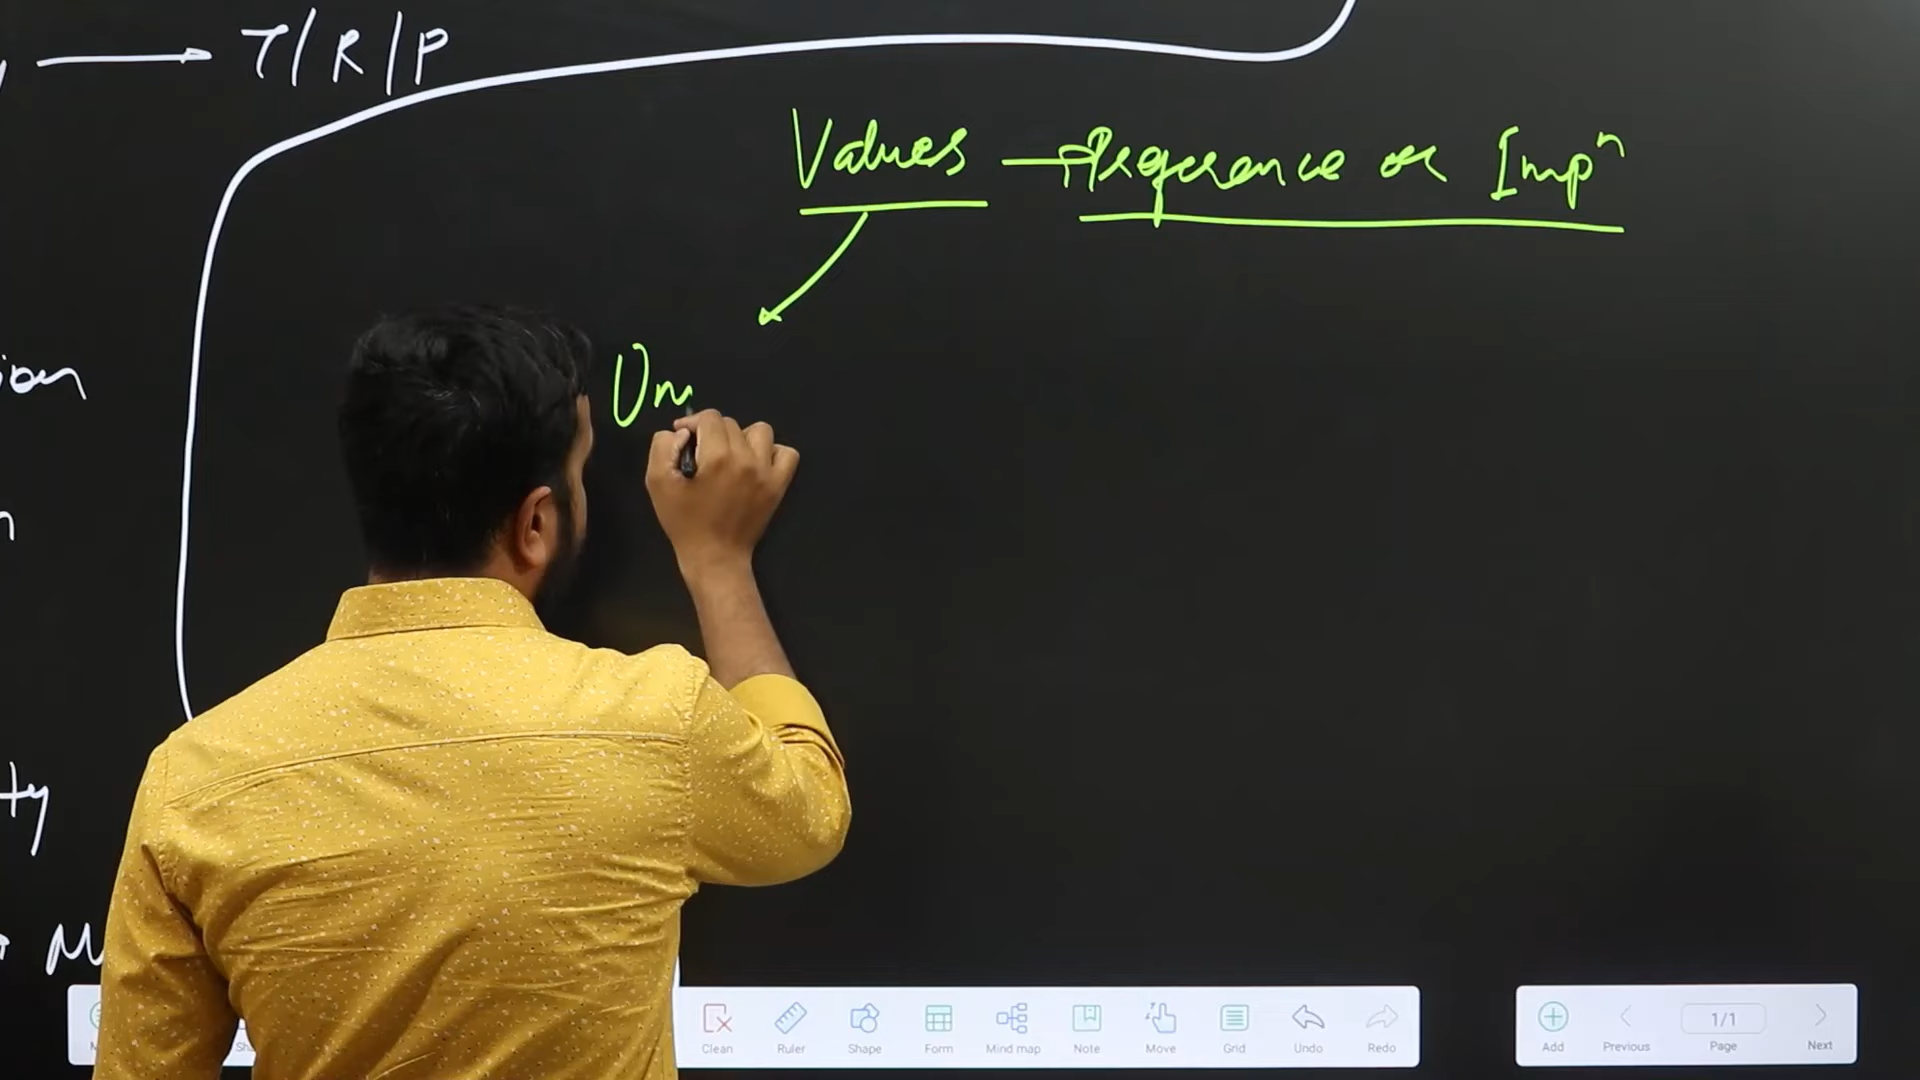 T/R/P
Values → Preference or Impⁿ
ion
Um
n
ty
M
Clean Ruler Shape Form Mind map Note Move Grid Undo Redo
Add Previous 1/1 Page Next